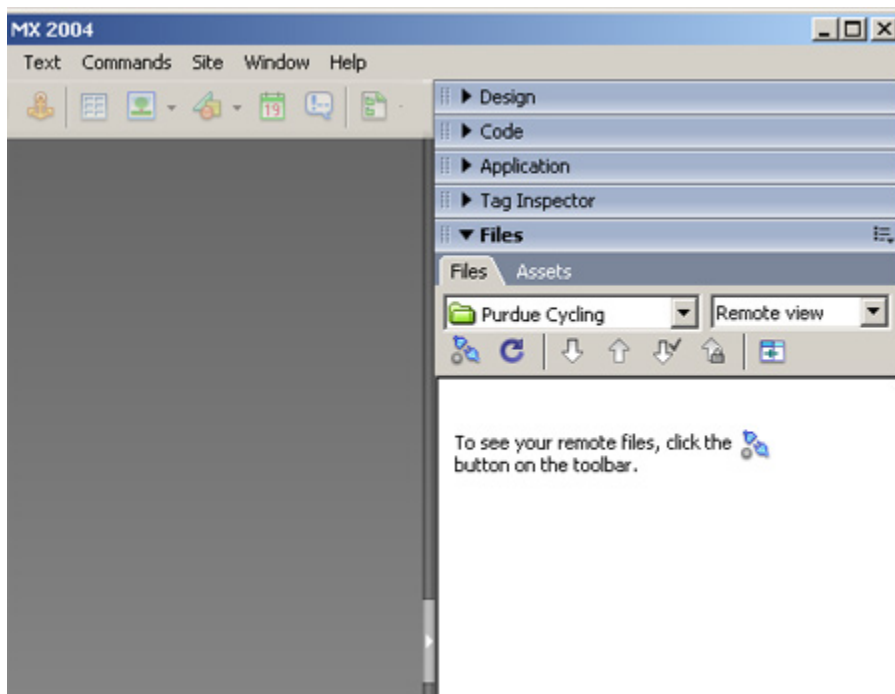 MX 2004
Text Commands Site Window Help
19
Design
Code
Application
Tag Inspector
Files
Files Assets
Purdue Cycling Remote view
To see your remote files, click the
button on the toolbar.